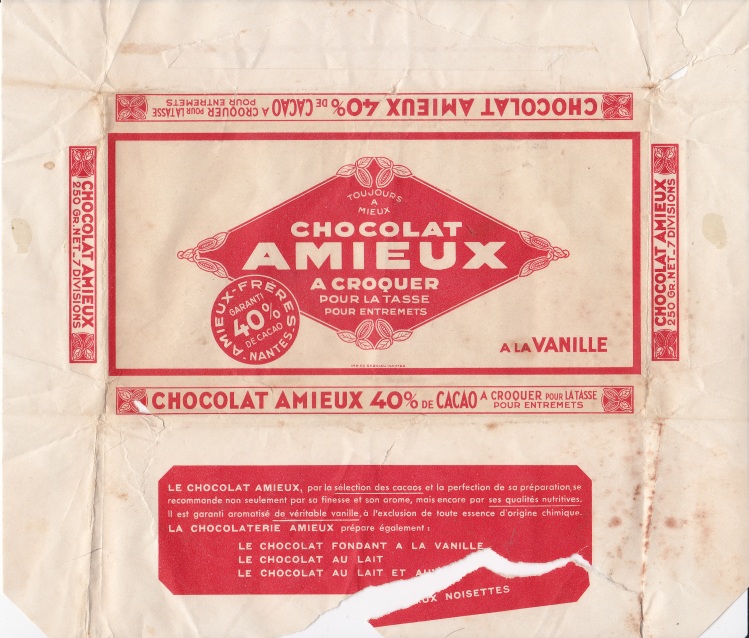 CHOCOLAT AMIEUX 40% DE CACAO A CROQUER POUR LA TASSE
POUR ENTREMETS
CHOCOLAT AMIEUX
250 GR. NET_7 DIVISIONS
TOUJOURS
A
MIEUX
CHOCOLAT
AMIEUX
A CROQUER
POUR LA TASSE
POUR ENTREMETS
AMIEUX-FRÈRES
GARANTI
40%
DE CACAO
-NANTES-
A LA VANILLE
CHOCOLAT AMIEUX
250 GR. NET_7 DIVISIONS
CHOCOLAT AMIEUX 40% DE CACAO A CROQUER POUR LA TASSE
POUR ENTREMETS
LE CHOCOLAT AMIEUX, par la sélection des cacaos et la perfection de sa préparation, se
recommande non seulement par sa finesse et son arome, mais encore par ses qualités nutritives.
Il est garanti aromatisé de véritable vanille, à l'exclusion de toute essence d'origine chimique.
LA CHOCOLATERIE AMIEUX prépare également :
LE CHOCOLAT FONDANT A LA VANILLE
LE CHOCOLAT AU LAIT
LE CHOCOLAT AU LAIT ET
NOISETTES